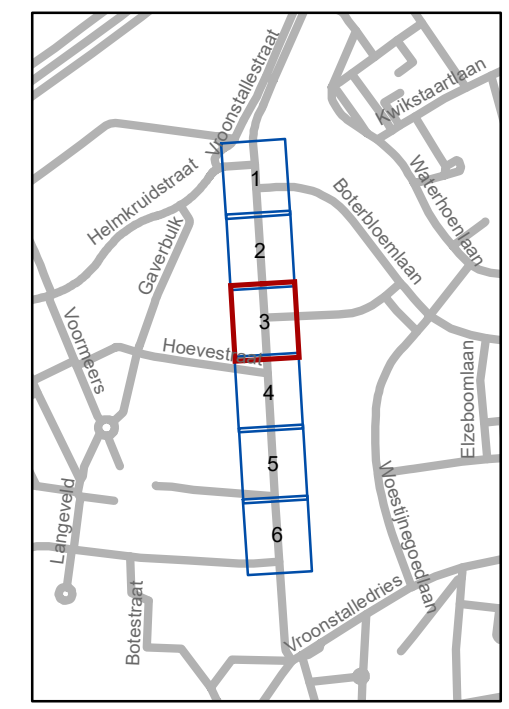 Vroonstallestraat
Kwikstaartlaan
Helmkruidstraat
1
Boterbloemlaan
Waterhoenlaan
Gaverbulk
2
3
Voormeers
Hoevestraat
4
Elzeboomlaan
5
Langeveld
Woestijnegoedlaan
6
Botestraat
Vroonstalledries